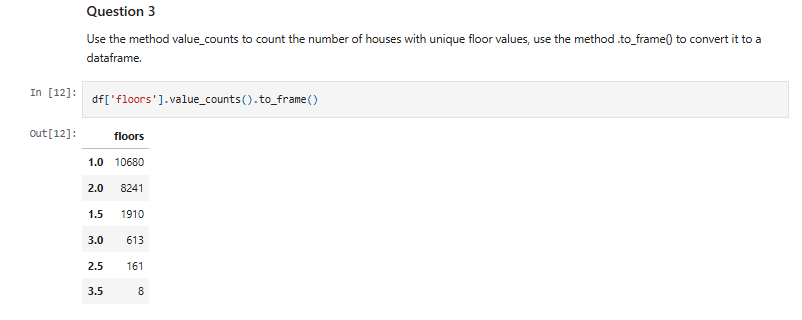 Question 3
Use the method value_counts to count the number of houses with unique floor values, use the method .to_frame() to convert it to a
dataframe.
In [12]: df['floors'].value_counts().to_frame()
Out[12]: floors
1.0 10680
2.0 8241
1.5 1910
3.0 613
2.5 161
3.5 8